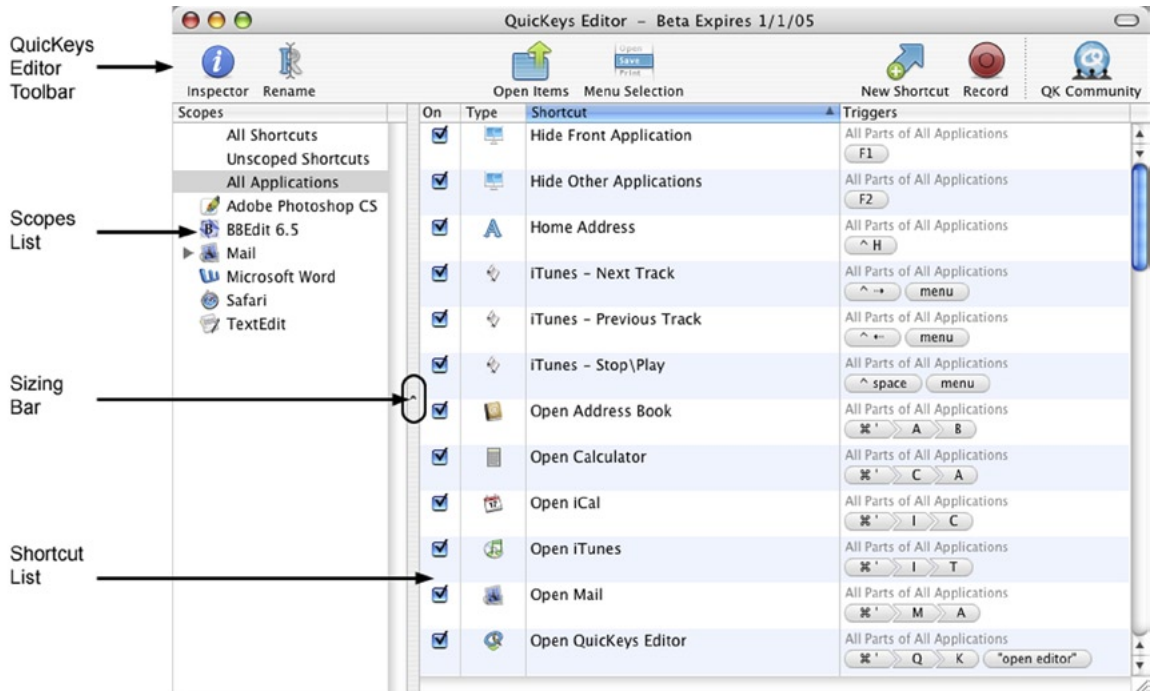 QuicKeys Editor – Beta Expires 1/1/05
QuicKeys
Editor
Toolbar
Inspector Rename Open Items Menu Selection New Shortcut Record QK Community
Open
Save
Print
Scopes On Type Shortcut Triggers
All Shortcuts
Unscoped Shortcuts
All Applications
Adobe Photoshop CS
BBEdit 6.5
Mail
Microsoft Word
Safari
TextEdit
Scopes
List
Sizing
Bar
Shortcut
List
Hide Front Application All Parts of All Applications
F1
Hide Other Applications All Parts of All Applications
F2
Home Address All Parts of All Applications
^ H
iTunes – Next Track All Parts of All Applications
^ → menu
iTunes – Previous Track All Parts of All Applications
^ ← menu
iTunes – Stop\Play All Parts of All Applications
^ space menu
Open Address Book All Parts of All Applications
⌘ ' A B
Open Calculator All Parts of All Applications
⌘ ' C A
Open iCal All Parts of All Applications
⌘ ' I C
Open iTunes All Parts of All Applications
⌘ ' I T
Open Mail All Parts of All Applications
⌘ ' M A
Open QuicKeys Editor All Parts of All Applications
⌘ ' Q K "open editor"